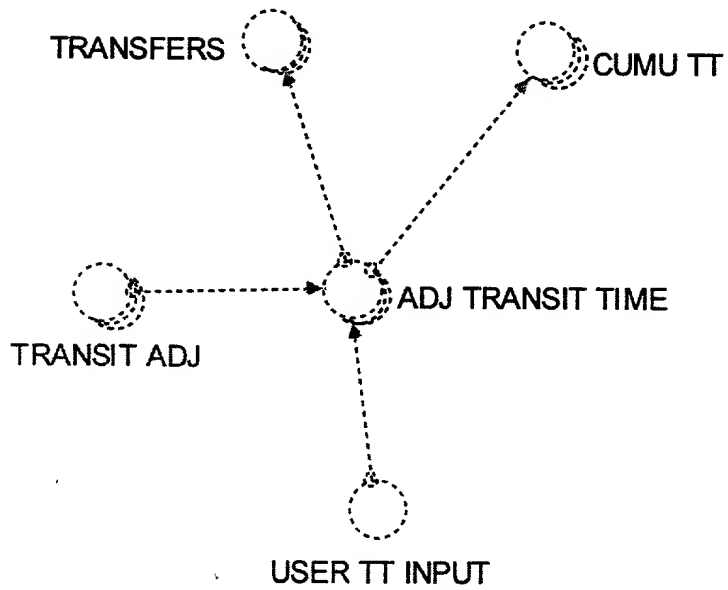 TRANSFERS
CUMU TT
ADJ TRANSIT TIME
TRANSIT ADJ
USER TT INPUT